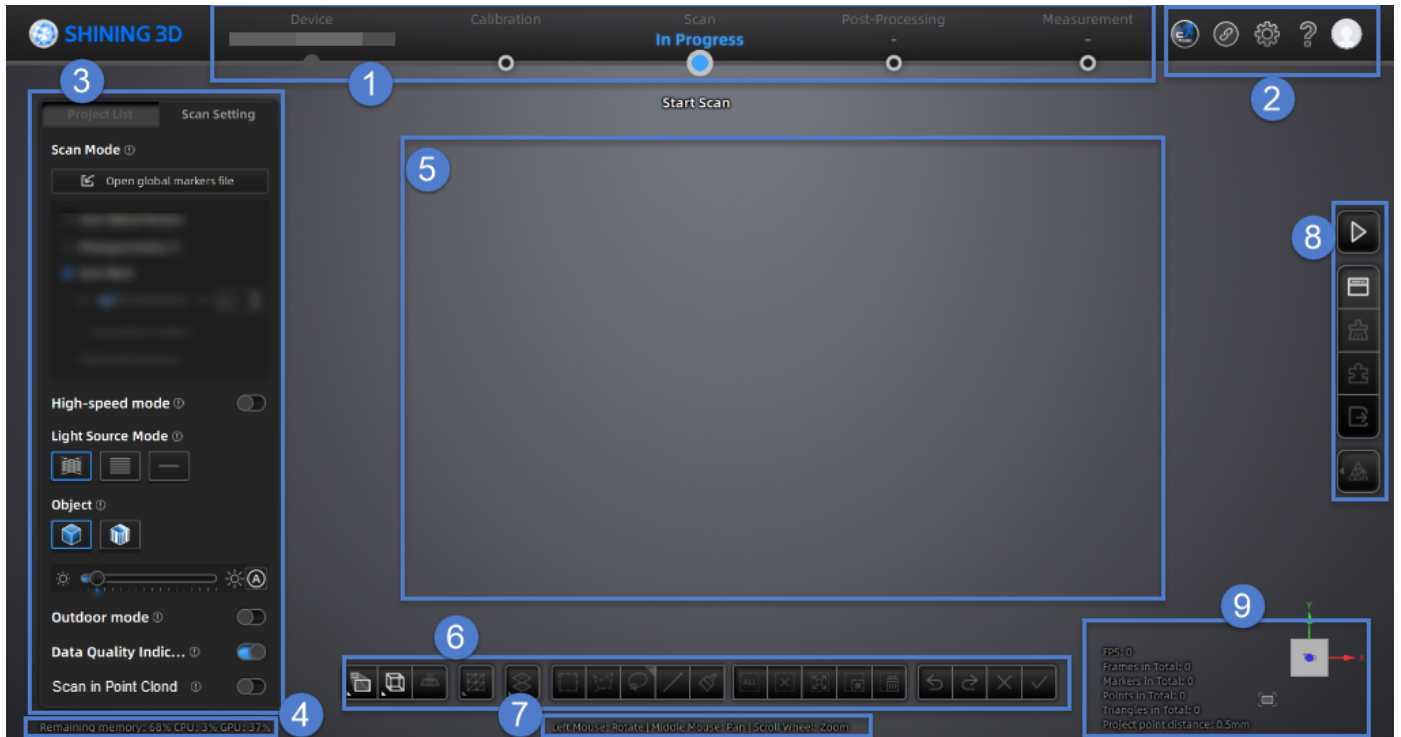 SHINING 3D
Device
Calibration
Scan
Post-Processing
Measurement
In Progress
-
-
1
2
3
Start Scan
Project List
Scan Setting
Scan Mode
Open global markers file
5
8
High-speed mode
Light Source Mode
Object
A
Outdoor mode
Data Quality Indic...
Scan in Point Clond
6
ALL
9
Y
X
FPS: 0
Frames in Total: 0
Markers in Total: 0
Points in Total: 0
Triangles in Total: 0
Project point distance: 0.5mm
Remaining memory: 68% CPU: 3% GPU: 37%
4
7
Left Mouse: Rotate | Middle Mouse: Pan | Scroll Wheel: Zoom